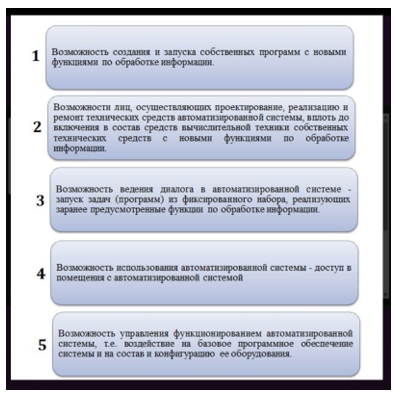 1
Возможность создания и запуска собственных программ с новыми
функциями по обработке информации.
2
Возможности лиц, осуществляющих проектирование, реализацию и
ремонт технических средств автоматизированной системы, вплоть до
включения в состав средств вычислительной техники собственных
технических средств с новыми функциями по обработке
информации.
3
Возможность ведения диалога в автоматизированной системе -
запуск задач (программ) из фиксированного набора, реализующих
заранее предусмотренные функции по обработке информации.
4
Возможность использования автоматизированной системы - доступ в
помещения с автоматизированной системой
5
Возможность управления функционированием автоматизированной
системы, т.е. воздействие на базовое программное обеспечение
системы и на состав и конфигурацию ее оборудования.